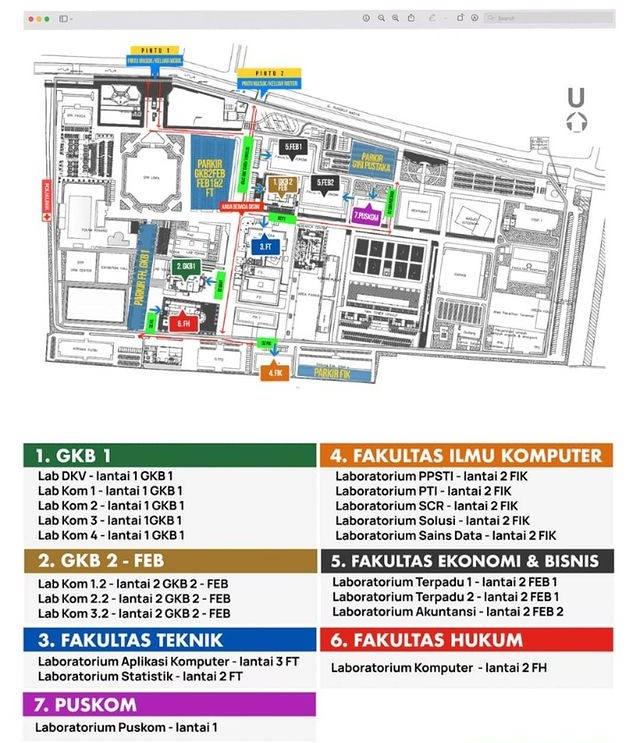 Search
PINTU 1
PINTU MASUK/KELUAR MOBIL
PINTU 2
PINTU MASUK/KELUAR MOTOR
U
PARKIR
GKB2FEB
FEB1&2
FT
5.FEB1
PARKIR
GIRI PUSTAKA
1. GKB 2
FEB
5.FEB2
7.PUSKOM
POLIKLINIK
ANDA BERADA DISINI
3. FT
PARKIR FH, GKB 1
2. GKB 1
6. FH
4. FIK
PARKIR FIK
1. GKB 1
Lab DKV - lantai 1 GKB 1
Lab Kom 1 - lantai 1 GKB 1
Lab Kom 2 - lantai 1 GKB 1
Lab Kom 3 - lantai 1GKB 1
Lab Kom 4 - lantai 1 GKB 1
2. GKB 2 - FEB
Lab Kom 1.2 - lantai 2 GKB 2 - FEB
Lab Kom 2.2 - lantai 2 GKB 2 - FEB
Lab Kom 3.2 - lantai 2 GKB 2 - FEB
3. FAKULTAS TEKNIK
Laboratorium Aplikasi Komputer - lantai 3 FT
Laboratorium Statistik - lantai 2 FT
7. PUSKOM
Laboratorium Puskom - lantai 1
4. FAKULTAS ILMU KOMPUTER
Laboratorium PPSTI - lantai 2 FIK
Laboratorium PTI - lantai 2 FIK
Laboratorium SCR - lantai 2 FIK
Laboratorium Solusi - lantai 2 FIK
Laboratorium Sains Data - lantai 2 FIK
5. FAKULTAS EKONOMI & BISNIS
Laboratorium Terpadu 1 - lantai 2 FEB 1
Laboratorium Terpadu 2 - lantai 2 FEB 1
Laboratorium Akuntansi - lantai 2 FEB 2
6. FAKULTAS HUKUM
Laboratorium Komputer - lantai 2 FH